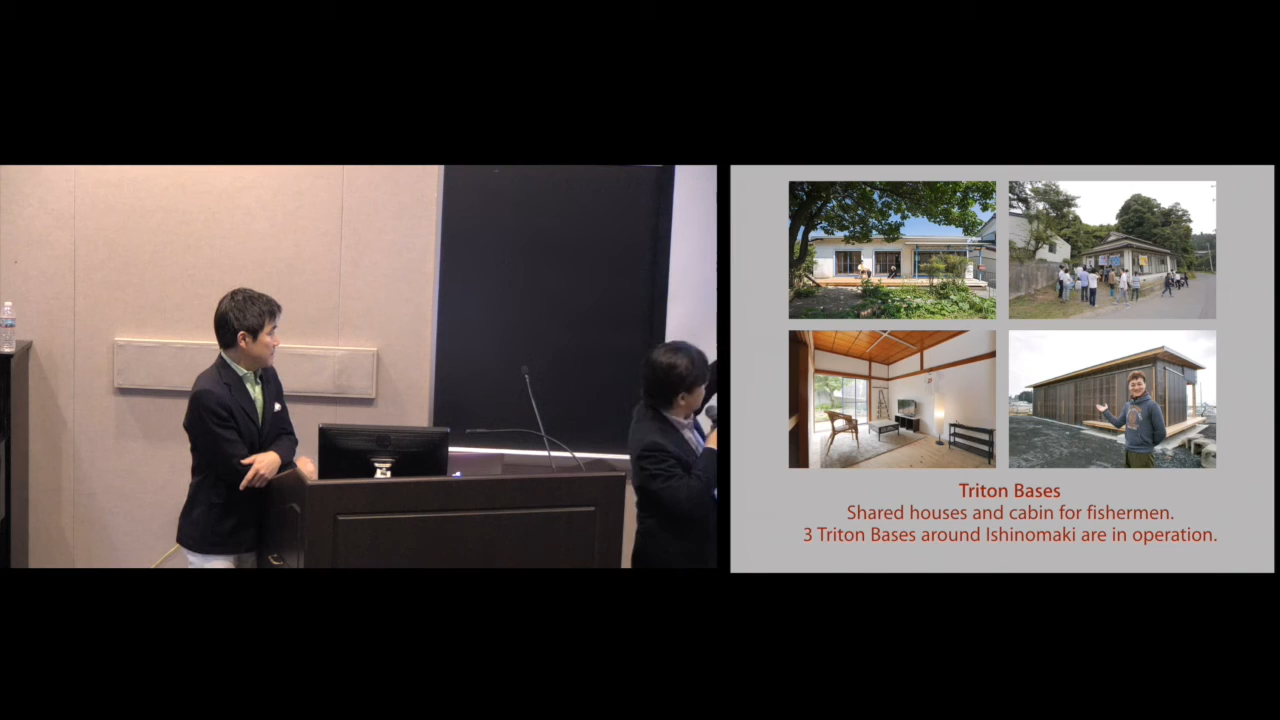 Triton Bases
Shared houses and cabin for fishermen.
3 Triton Bases around Ishinomaki are in operation.